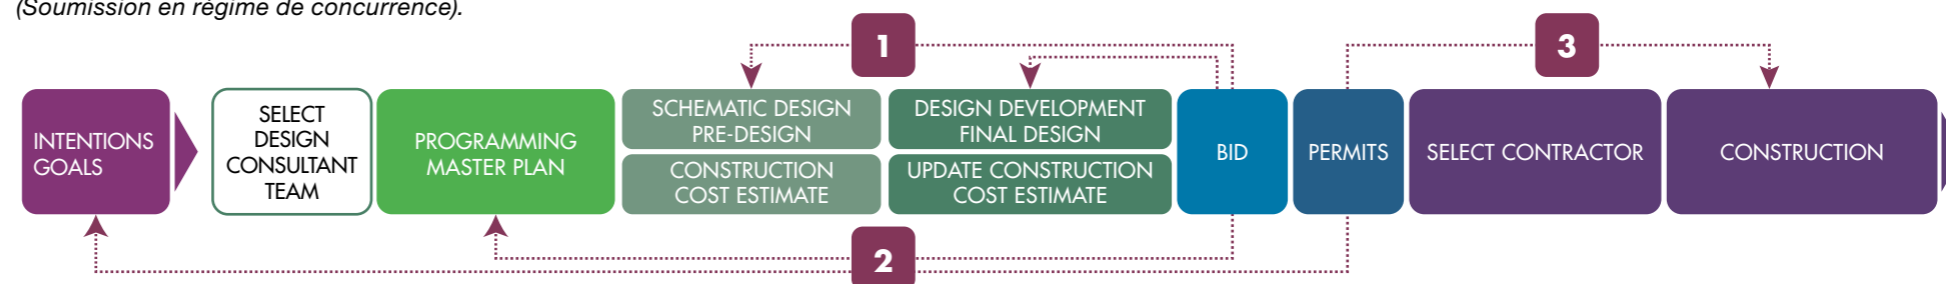 (Soumission en régime de concurrence).
1
3
INTENTIONS
GOALS
SELECT
DESIGN
CONSULTANT
TEAM
PROGRAMMING
MASTER PLAN
SCHEMATIC DESIGN
PRE-DESIGN
CONSTRUCTION
COST ESTIMATE
DESIGN DEVELOPMENT
FINAL DESIGN
UPDATE CONSTRUCTION
COST ESTIMATE
BID
PERMITS
SELECT CONTRACTOR
CONSTRUCTION
2